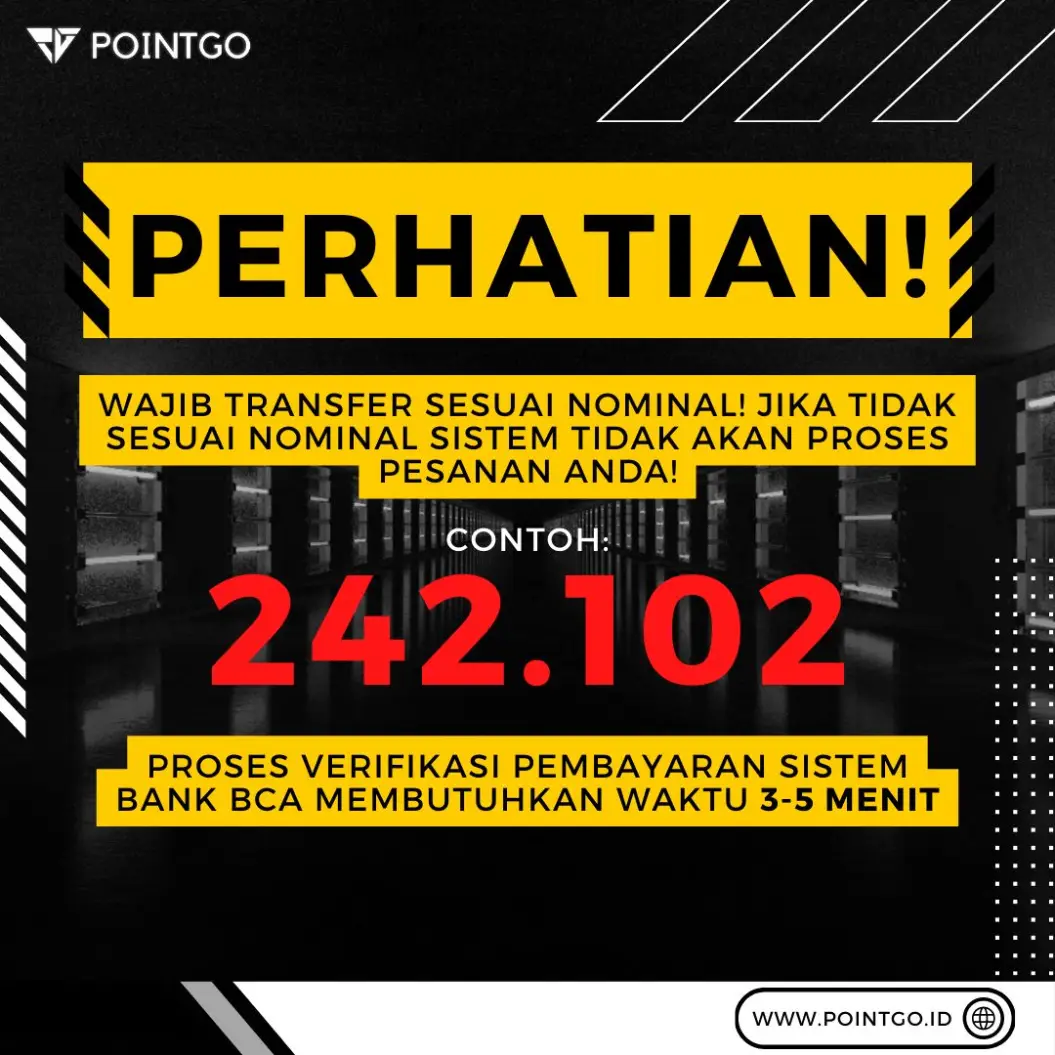 POINTGO
PERHATIAN!
WAJIB TRANSFER SESUAI NOMINAL! JIKA TIDAK
SESUAI NOMINAL SISTEM TIDAK AKAN PROSES
PESANAN ANDA!
CONTOH:
242.102
PROSES VERIFIKASI PEMBAYARAN SISTEM
BANK BCA MEMBUTUHKAN WAKTU 3-5 MENIT
WWW.POINTGO.ID